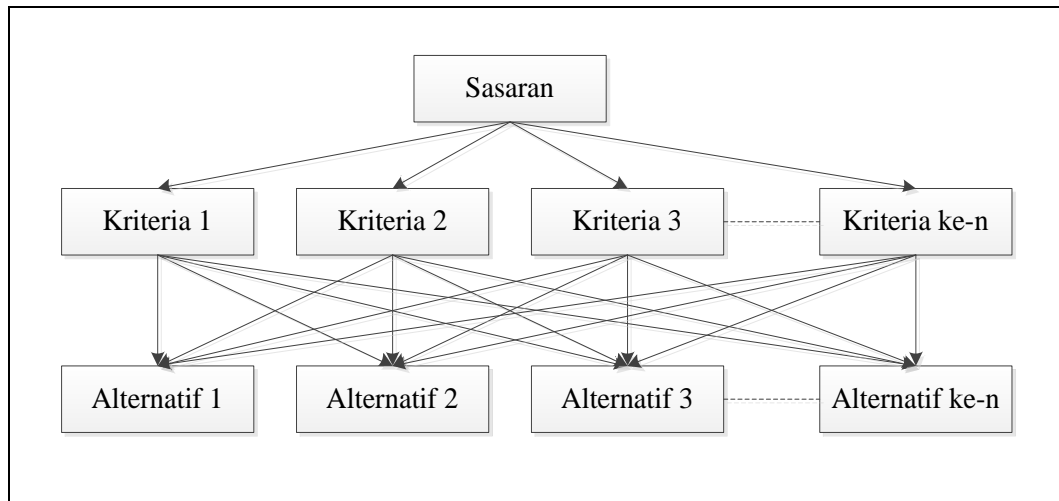 Sasaran
Kriteria 1
Kriteria 2
Kriteria 3
Kriteria ke-n
Alternatif 1
Alternatif 2
Alternatif 3
Alternatif ke-n